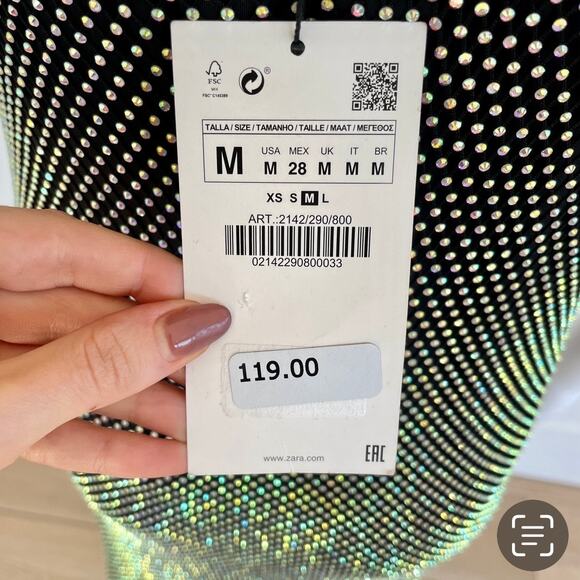 FSC
TALLA / SIZE / TAMANHO / TAILLE / MAAT / ΜΕΓΕΘΟΣ
M
USA MEX UK IT BR
M 28 M M M
XS S M L
ART.:2142/290/800
02142290800033
119.00
www.zara.com
EAC